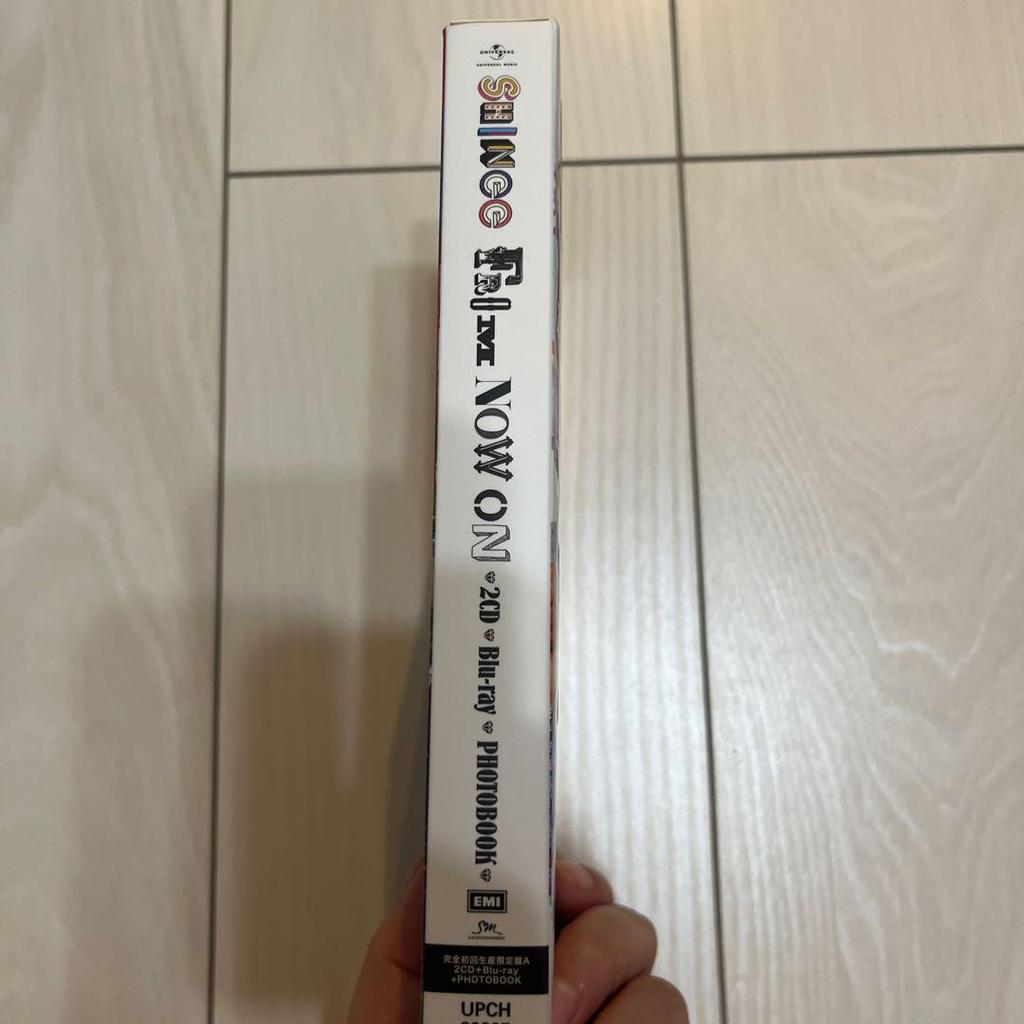 UNIVERSAL
UNIVERSAL MUSIC
SHINee
FROM NOW ON
2CD
Blu-ray
PHOTOBOOK
EMI
SM
完全初回生産限定盤A
2CD+Blu-ray
+PHOTOBOOK
UPCH